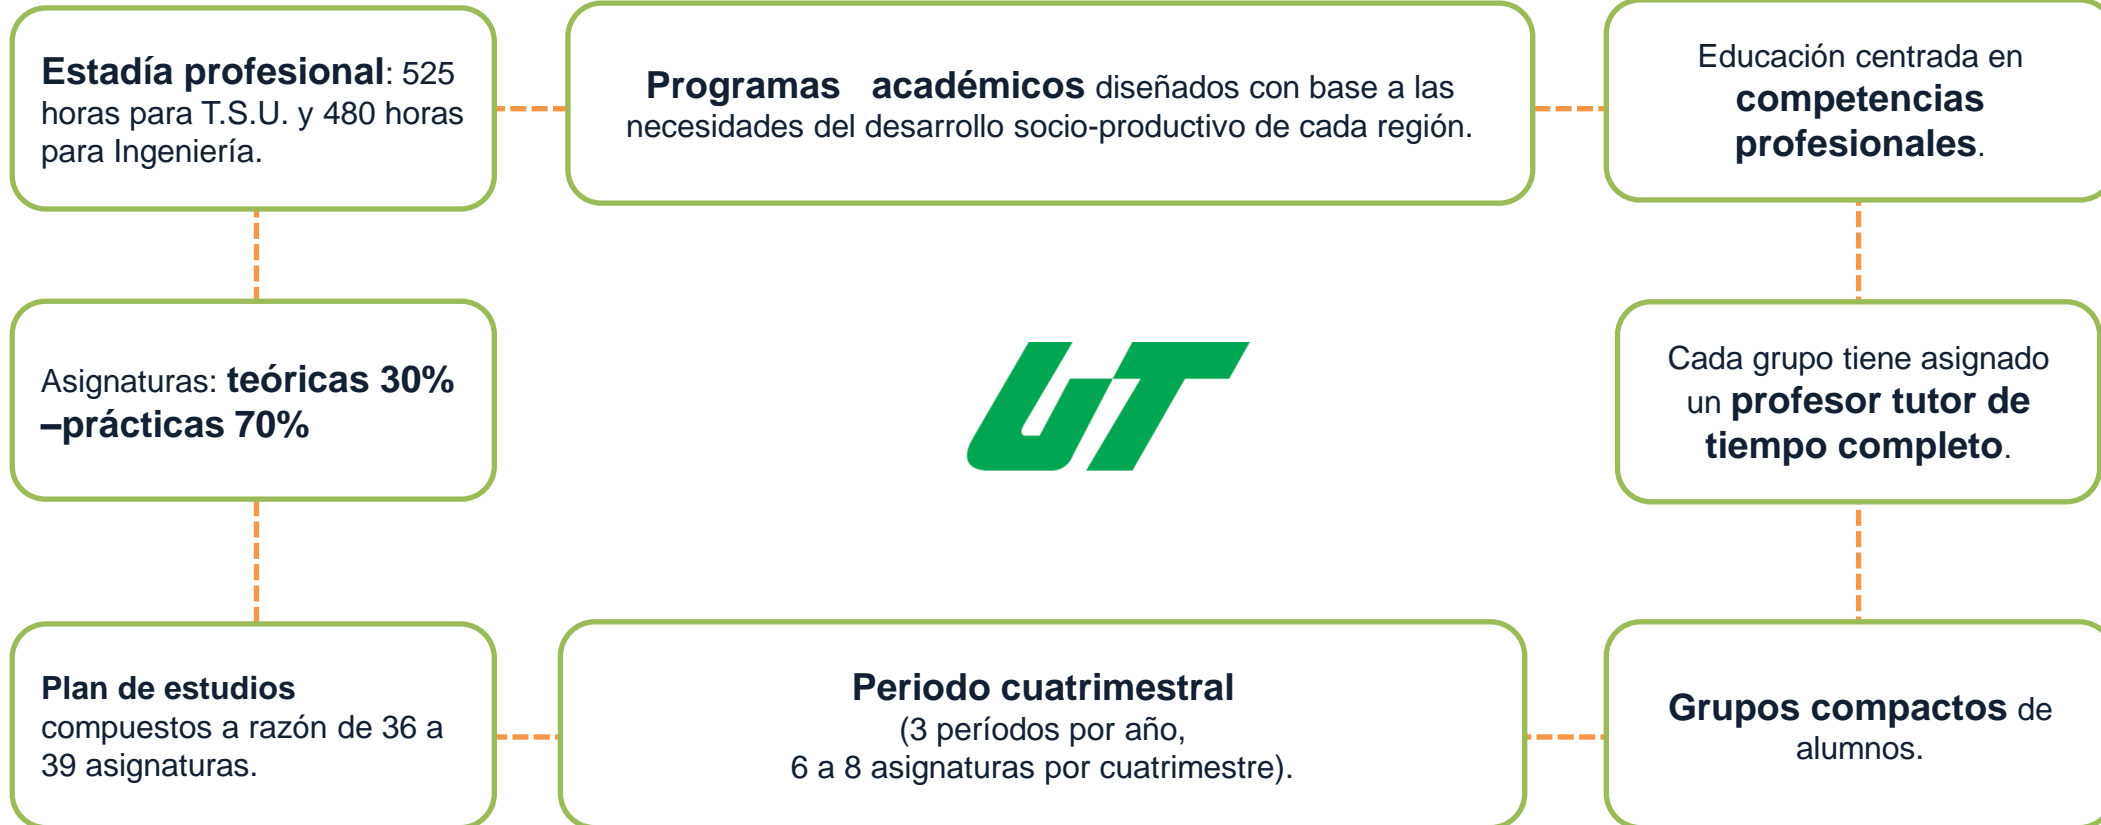 Estadía profesional: 525
horas para T.S.U. y 480 horas
para Ingeniería.
Programas académicos diseñados con base a las
necesidades del desarrollo socio-productivo de cada región.
Educación centrada en
competencias
profesionales.
Asignaturas: teóricas 30%
–prácticas 70%
UT
Cada grupo tiene asignado
un profesor tutor de
tiempo completo.
Plan de estudios
compuestos a razón de 36 a
39 asignaturas.
Periodo cuatrimestral
(3 períodos por año,
6 a 8 asignaturas por cuatrimestre).
Grupos compactos de
alumnos.